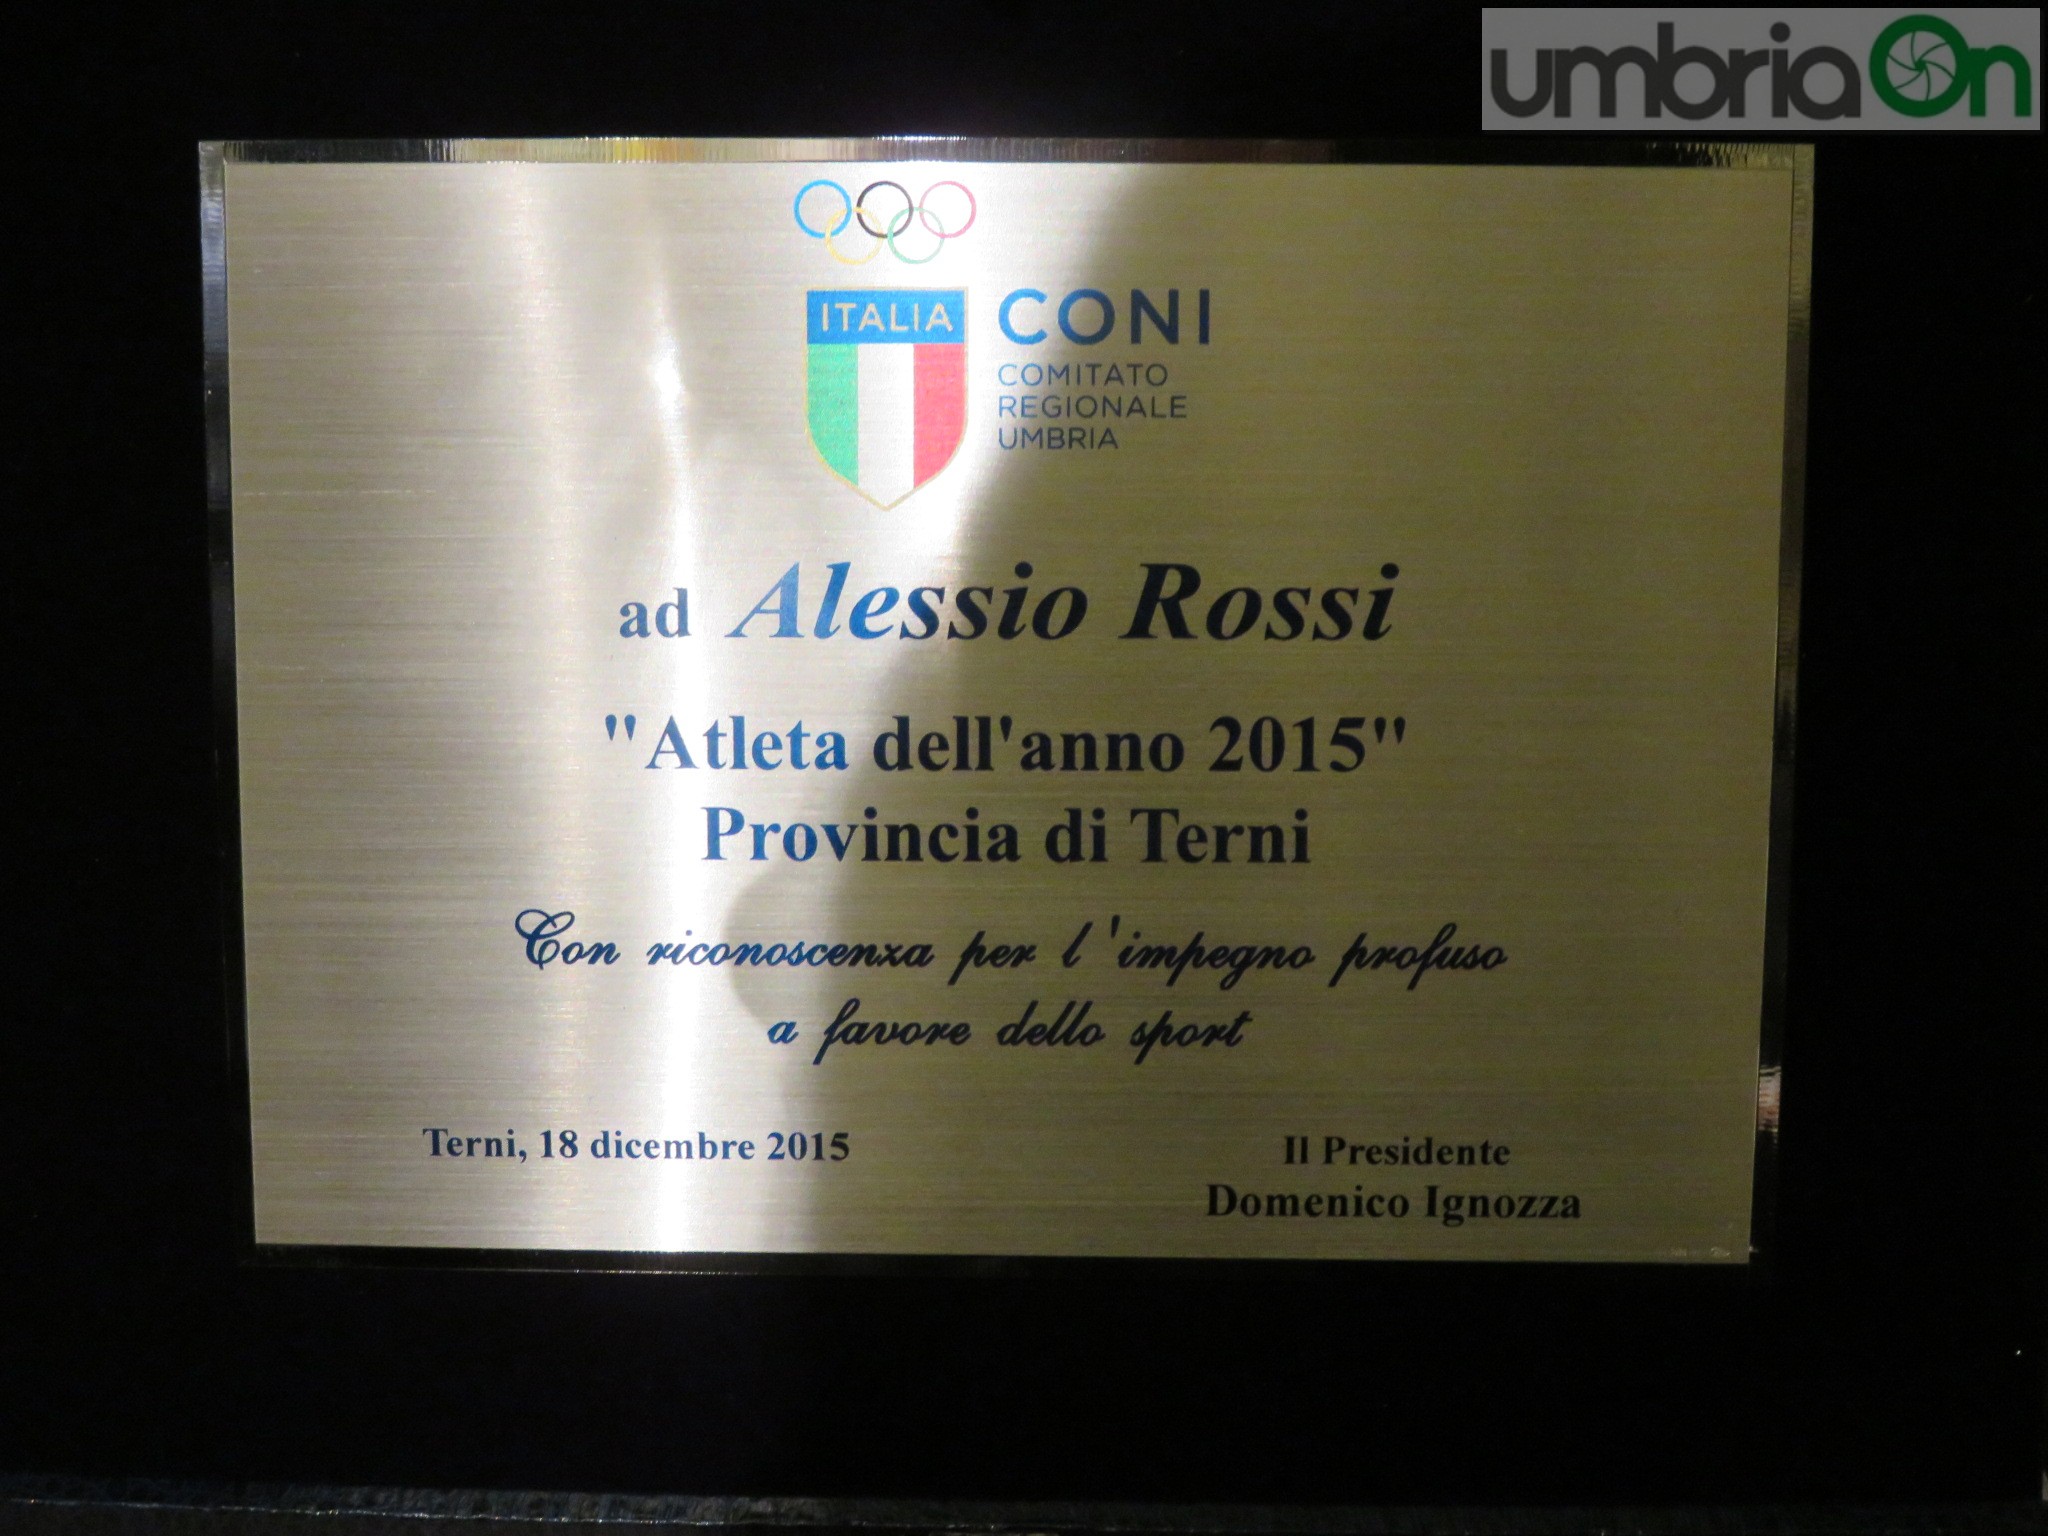 umbriaOn
ITALIA
CONI
COMITATO
REGIONALE
UMBRIA
ad Alessio Rossi
"Atleta dell'anno 2015"
Provincia di Terni
Con riconoscenza per l'impegno profuso
a favore dello sport
Terni, 18 dicembre 2015
Il Presidente
Domenico Ignozza